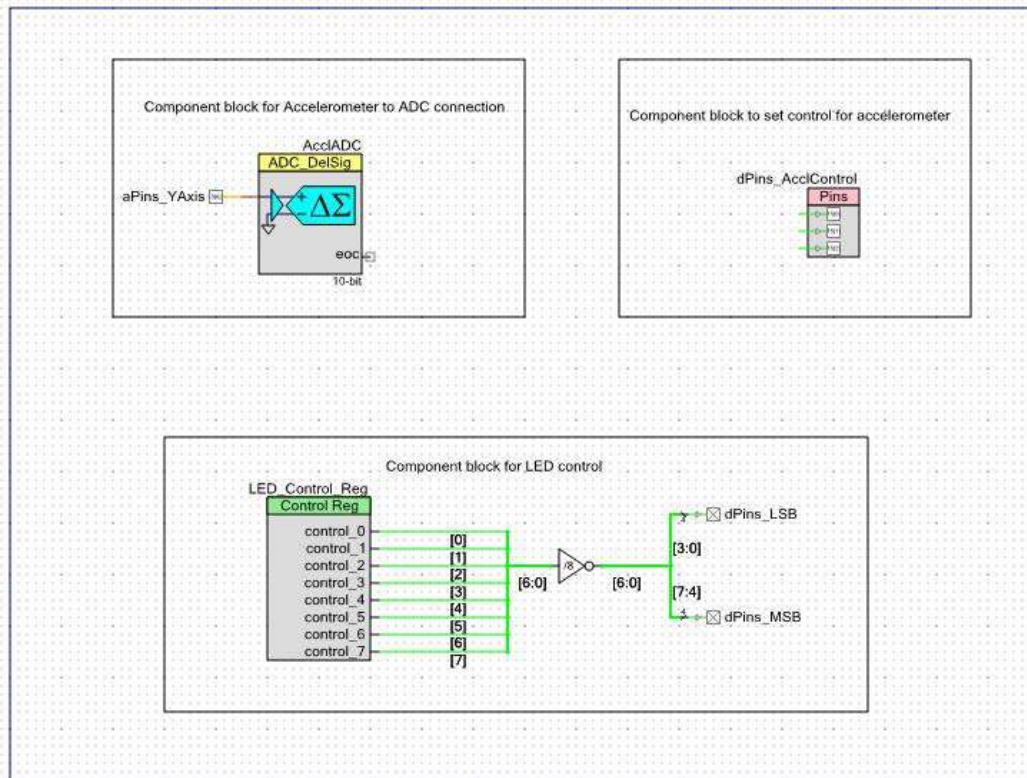 Component block for Accelerometer to ADC connection
AcclADC
ADC_DelSig
aPins_YAxis
+
-
ΔΣ
eoc
10-bit
Component block to set control for accelerometer
dPins_AcclControl
Pins
Component block for LED control
LED_Control_Reg
Control Reg
control_0
[0]
control_1
[1]
control_2
[2]
control_3
[3]
control_4
[4]
control_5
[5]
control_6
[6]
control_7
[7]
[6:0]
/8
[6:0]
dPins_LSB
[3:0]
[7:4]
dPins_MSB